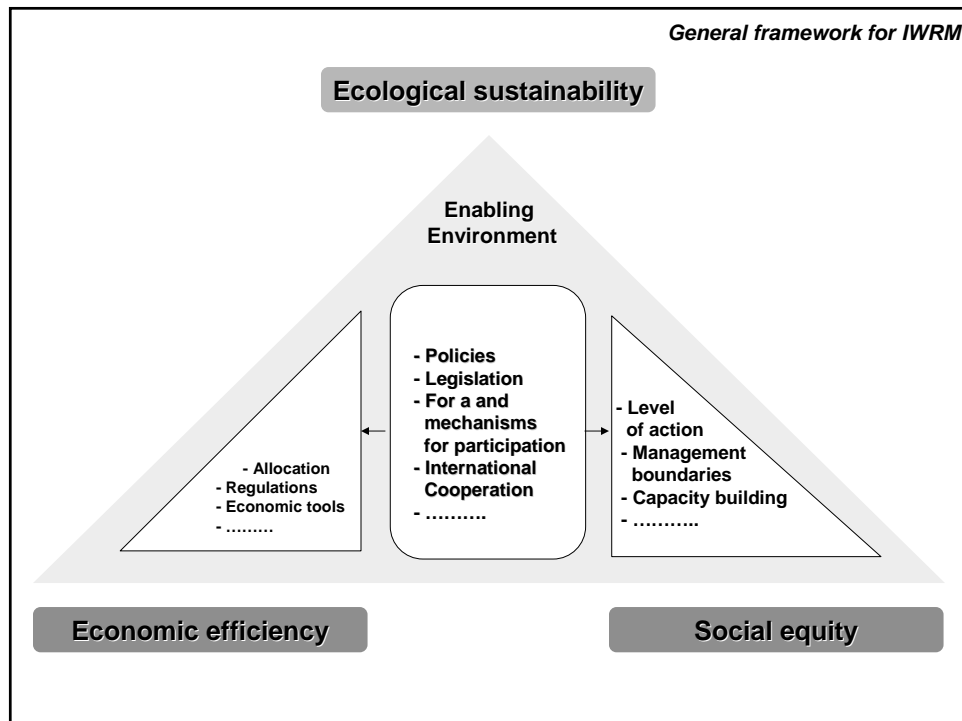 General framework for IWRM
Ecological sustainability
Enabling
Environment
- Policies
- Legislation
- For a and
mechanisms
for participation
- International
Cooperation
- ……….
- Allocation
- Regulations
- Economic tools
- ………
- Level
of action
- Management
boundaries
- Capacity building
- ………..
Economic efficiency
Social equity